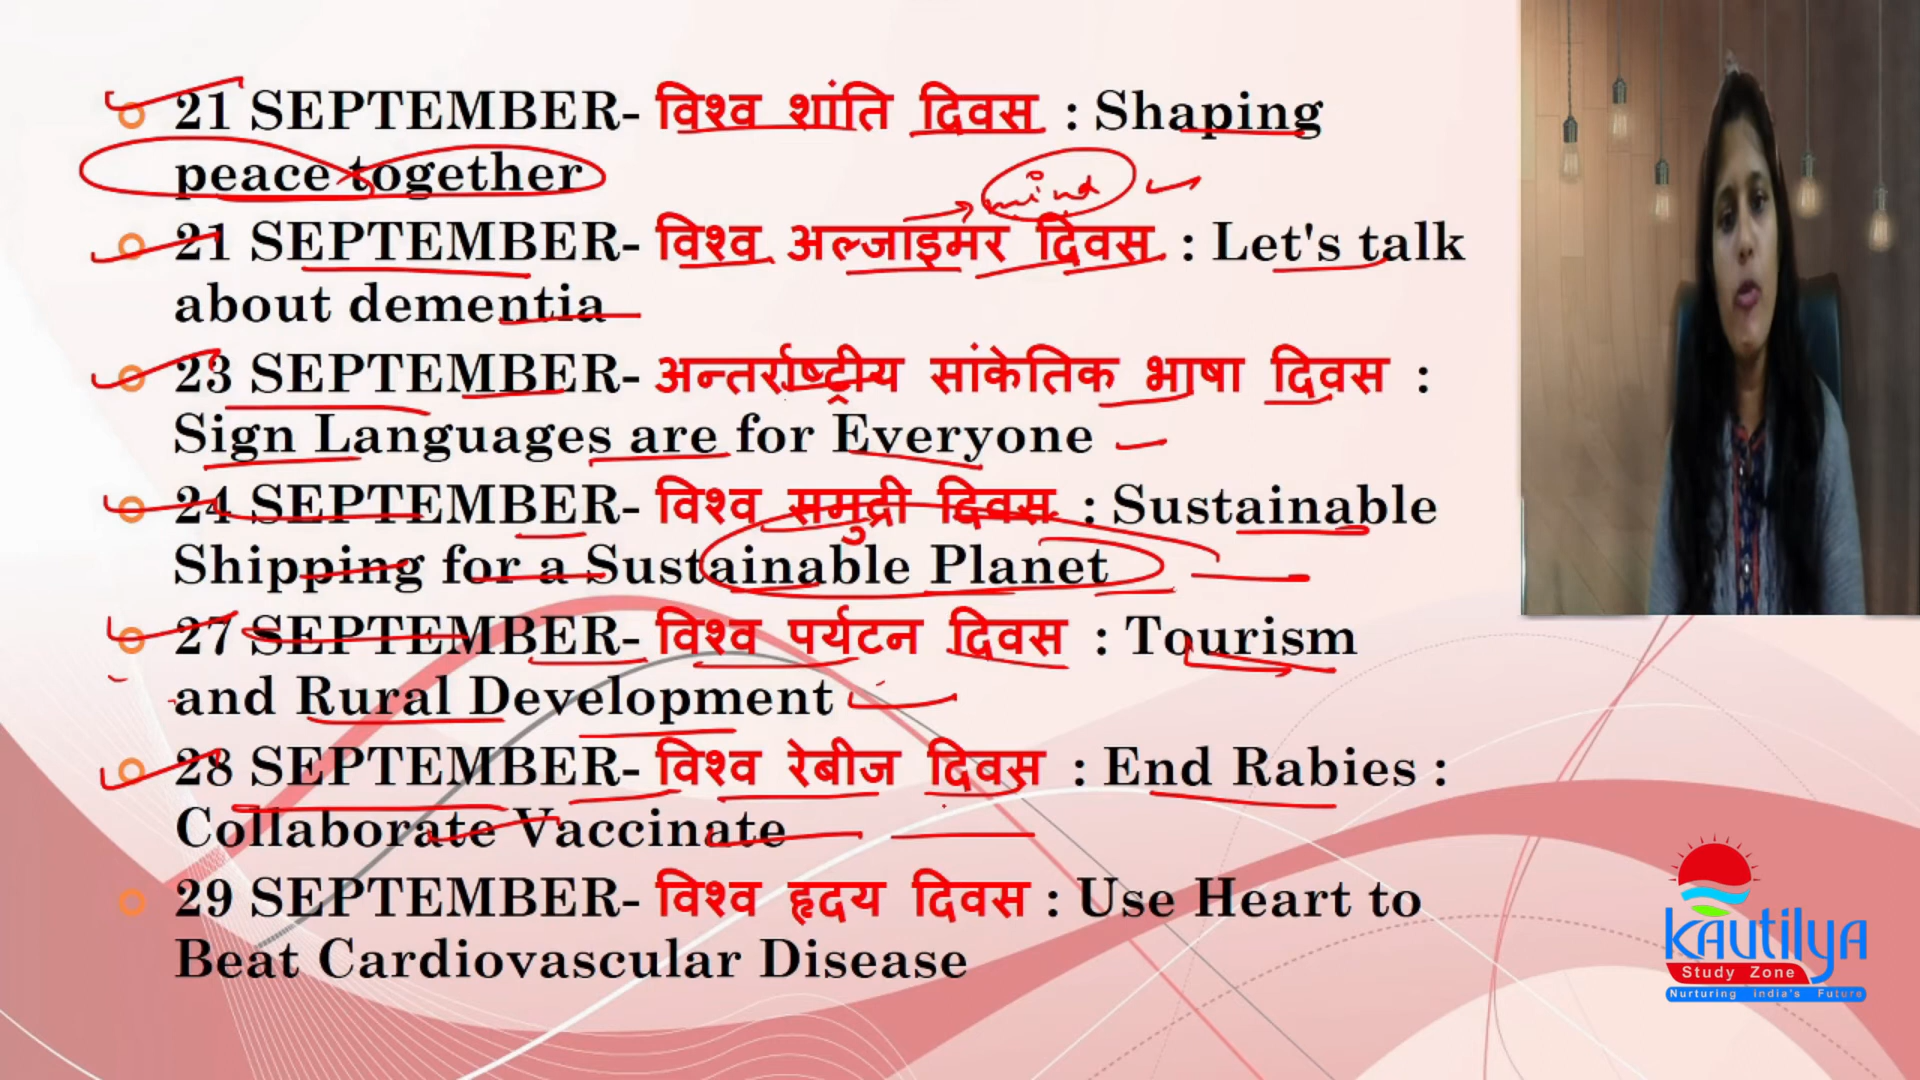 21 SEPTEMBER- विश्व शांति दिवस : Shaping
peace together
mind
21 SEPTEMBER- विश्व अल्जाइमर दिवस : Let's talk
about dementia
23 SEPTEMBER- अन्तर्राष्ट्रीय सांकेतिक भाषा दिवस :
Sign Languages are for Everyone
24 SEPTEMBER- विश्व समुद्री दिवस : Sustainable
Shipping for a Sustainable Planet
27 SEPTEMBER- विश्व पर्यटन दिवस : Tourism
and Rural Development
28 SEPTEMBER- विश्व रेबीज दिवस : End Rabies :
Collaborate Vaccinate
29 SEPTEMBER- विश्व हृदय दिवस : Use Heart to
Beat Cardiovascular Disease
Kautilya
Study Zone
Nurturing India's Future